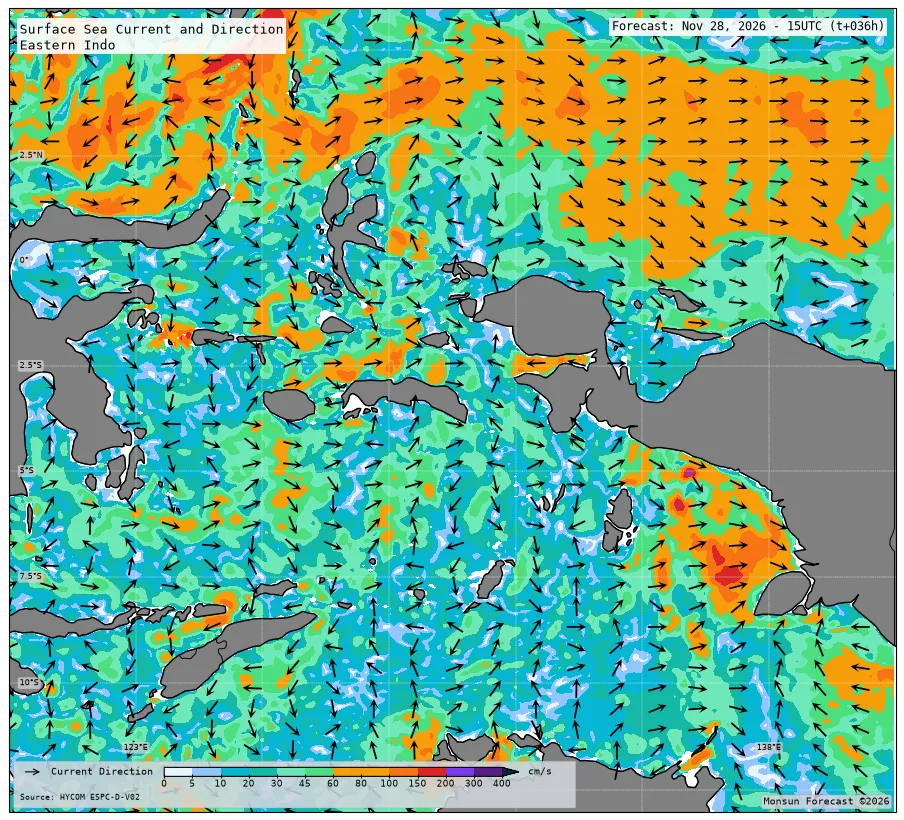 Surface Sea Current and Direction
Eastern Indo
Forecast: Nov 28, 2026 - 15UTC (t+036h)
2.5°N
0°
2.5°S
5°S
7.5°S
10°S
123°E
138°E
Current Direction
0 5 10 20 30 45 60 80 100 150 200 300 400
cm/s
Source: HYCOM ESPC-D-V02
Monsun Forecast ©2026